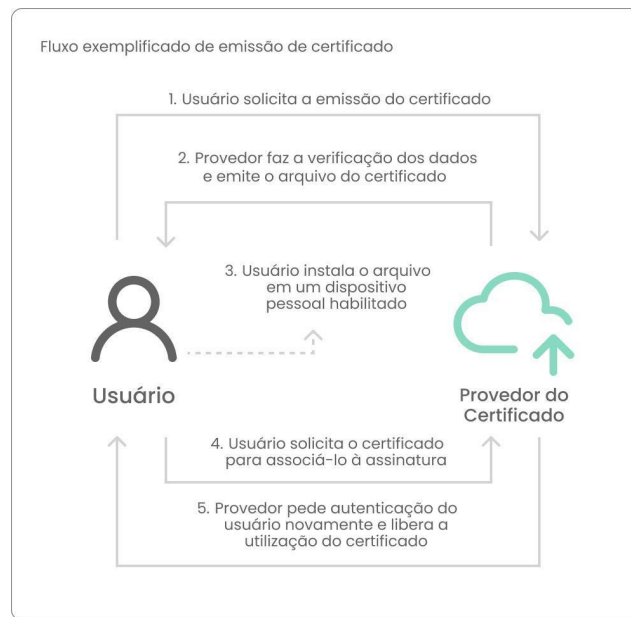 Fluxo exemplificado de emissão de certificado
1. Usuário solicita a emissão do certificado
2. Provedor faz a verificação dos dados
e emite o arquivo do certificado
3. Usuário instala o arquivo
em um dispositivo
pessoal habilitado
Usuário
Provedor do
Certificado
4. Usuário solicita o certificado
para associá-lo à assinatura
5. Provedor pede autenticação do
usuário novamente e libera a
utilização do certificado